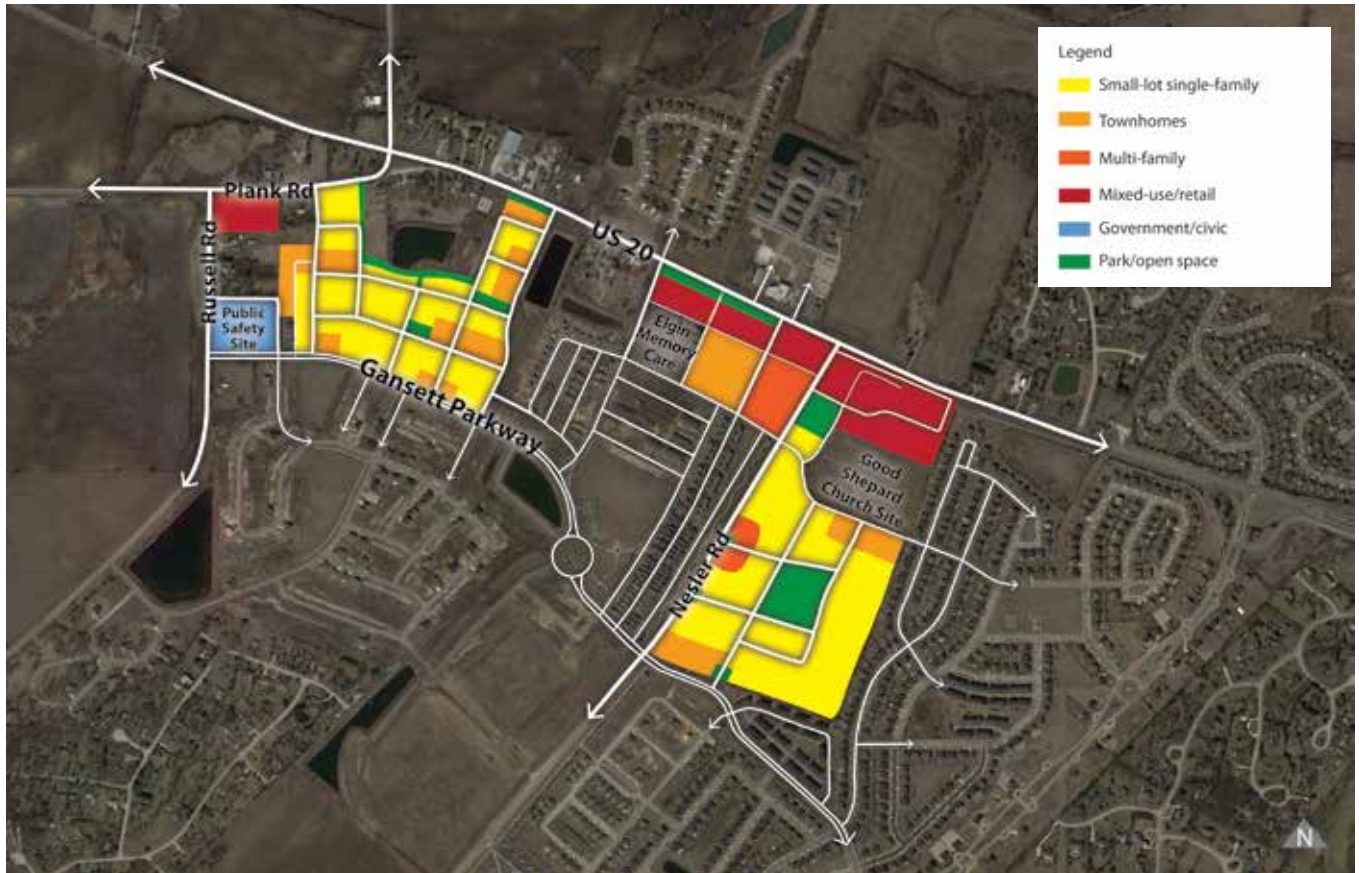 Legend
Small-lot single-family
Townhomes
Multi-family
Mixed-use/retail
Government/civic
Park/open space
Plank Rd
US 20
Russell Rd
Public
Safety
Site
Elgin
Memory
Care
Gansett Parkway
Good
Shepard
Church Site
Nesler Rd
N